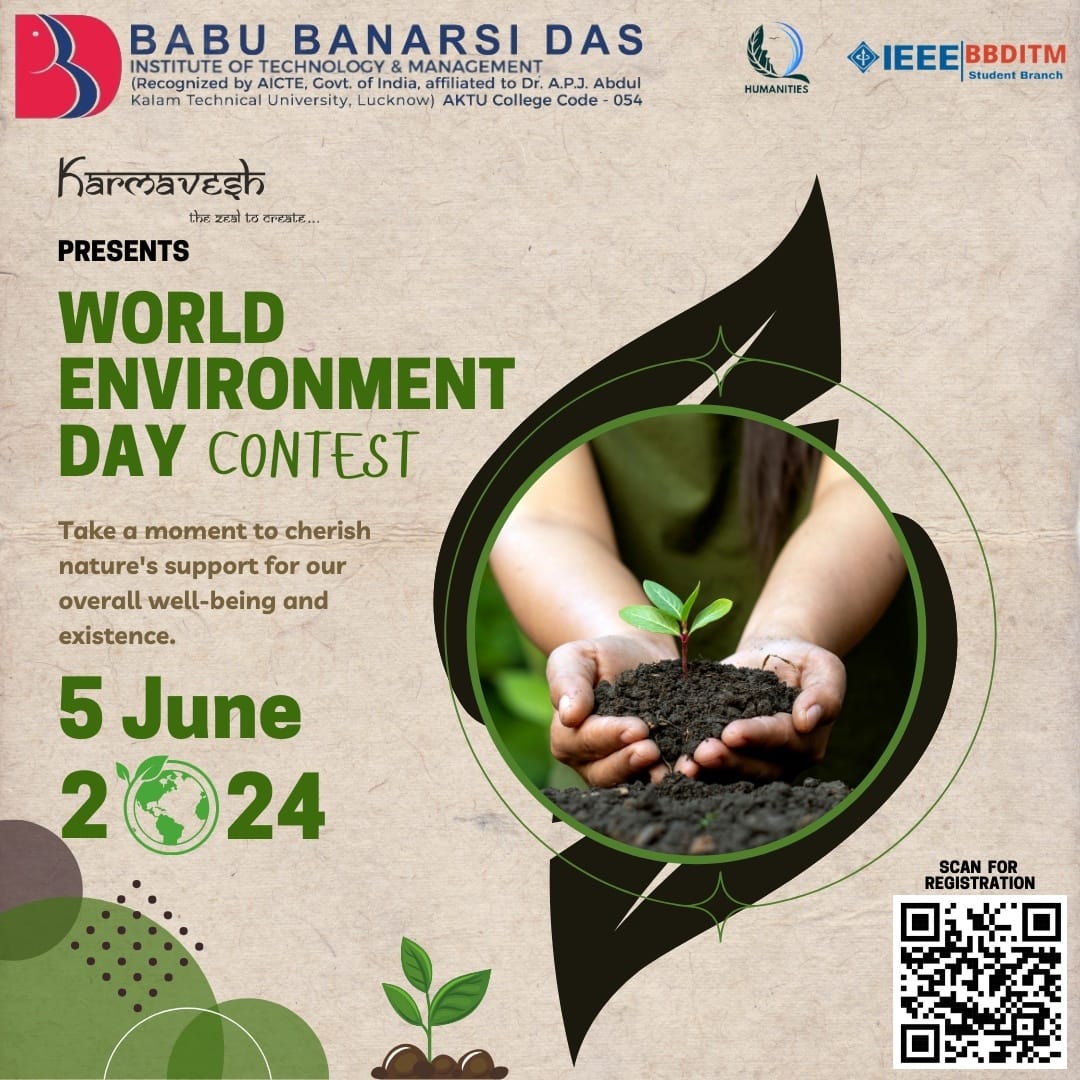 BABU BANARSI DAS
INSTITUTE OF TECHNOLOGY & MANAGEMENT
(Recognized by AICTE, Govt. of India, affiliated to Dr. A.P.J. Abdul
Kalam Technical University, Lucknow) AKTU College Code - 054
HUMANITIES
IEEE BBDITM
Student Branch
Karmavesh
the zeal to create...
PRESENTS
WORLD
ENVIRONMENT
DAY CONTEST
Take a moment to cherish
nature's support for our
overall well-being and
existence.
5 June
2024
SCAN FOR
REGISTRATION